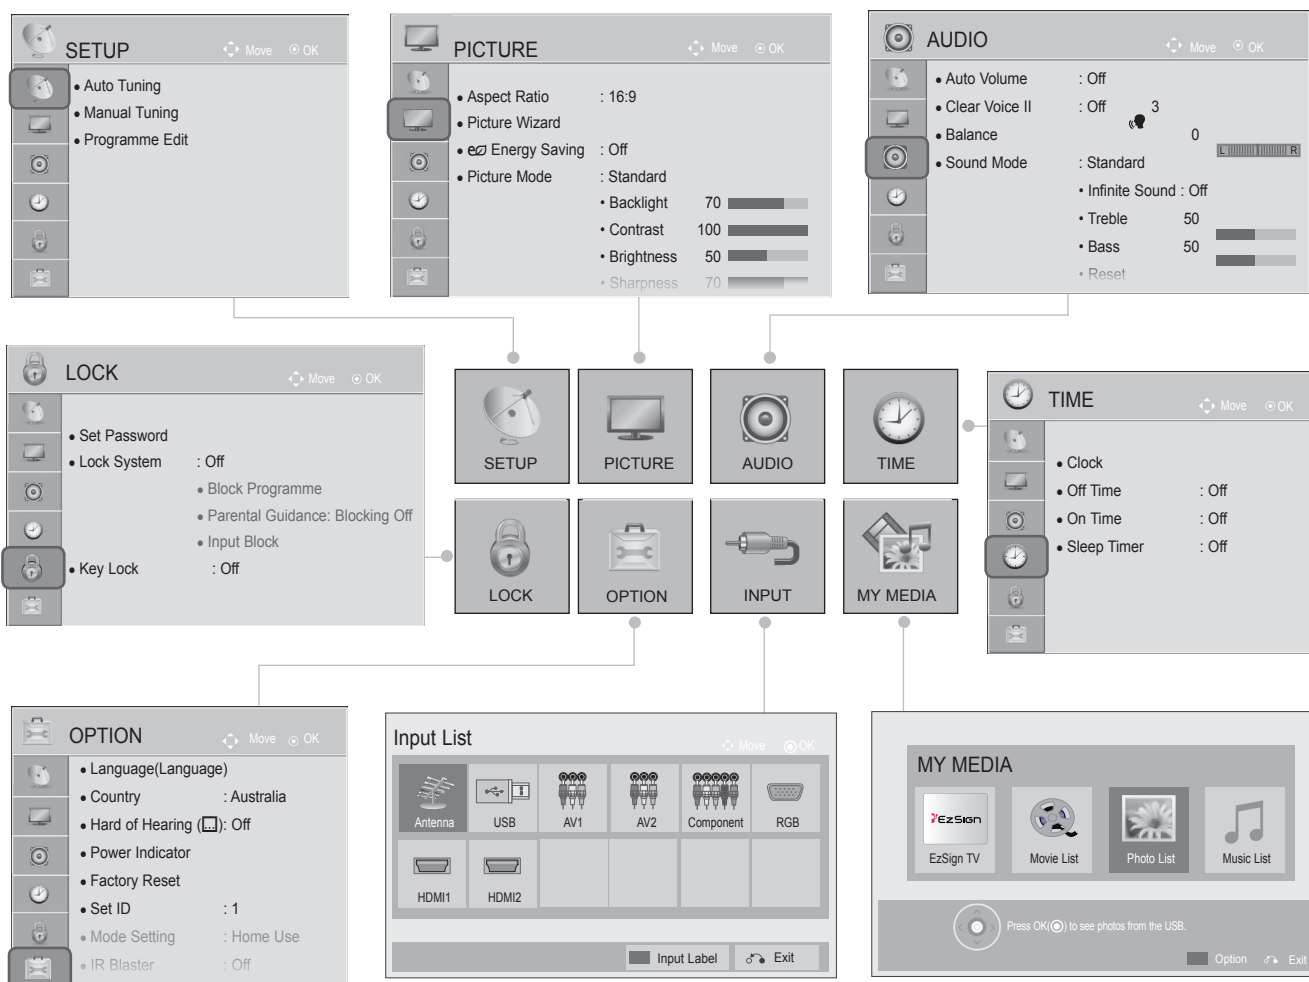 SETUP
Move OK
• Auto Tuning
• Manual Tuning
• Programme Edit
PICTURE
Move OK
• Aspect Ratio : 16:9
• Picture Wizard
• Energy Saving : Off
• Picture Mode : Standard
• Backlight 70
• Contrast 100
• Brightness 50
• Sharpness 70
AUDIO
Move OK
• Auto Volume : Off
• Clear Voice II : Off 3
• Balance 0
L R
• Sound Mode : Standard
• Infinite Sound : Off
• Treble 50
• Bass 50
• Reset
LOCK
Move OK
• Set Password
• Lock System : Off
• Block Programme
• Parental Guidance: Blocking Off
• Input Block
• Key Lock : Off
SETUP
PICTURE
AUDIO
TIME
LOCK
OPTION
INPUT
MY MEDIA
TIME
Move OK
• Clock
• Off Time : Off
• On Time : Off
• Sleep Timer : Off
OPTION
Move OK
• Language(Language)
• Country : Australia
• Hard of Hearing ( ): Off
• Power Indicator
• Factory Reset
• Set ID : 1
• Mode Setting : Home Use
• IR Blaster : Off
Input List
Move OK
Antenna USB AV1 AV2 Component RGB
HDMI1 HDMI2
Input Label Exit
MY MEDIA
EzSign
EzSign TV Movie List Photo List Music List
Press OK( ) to see photos from the USB.
Option Exit